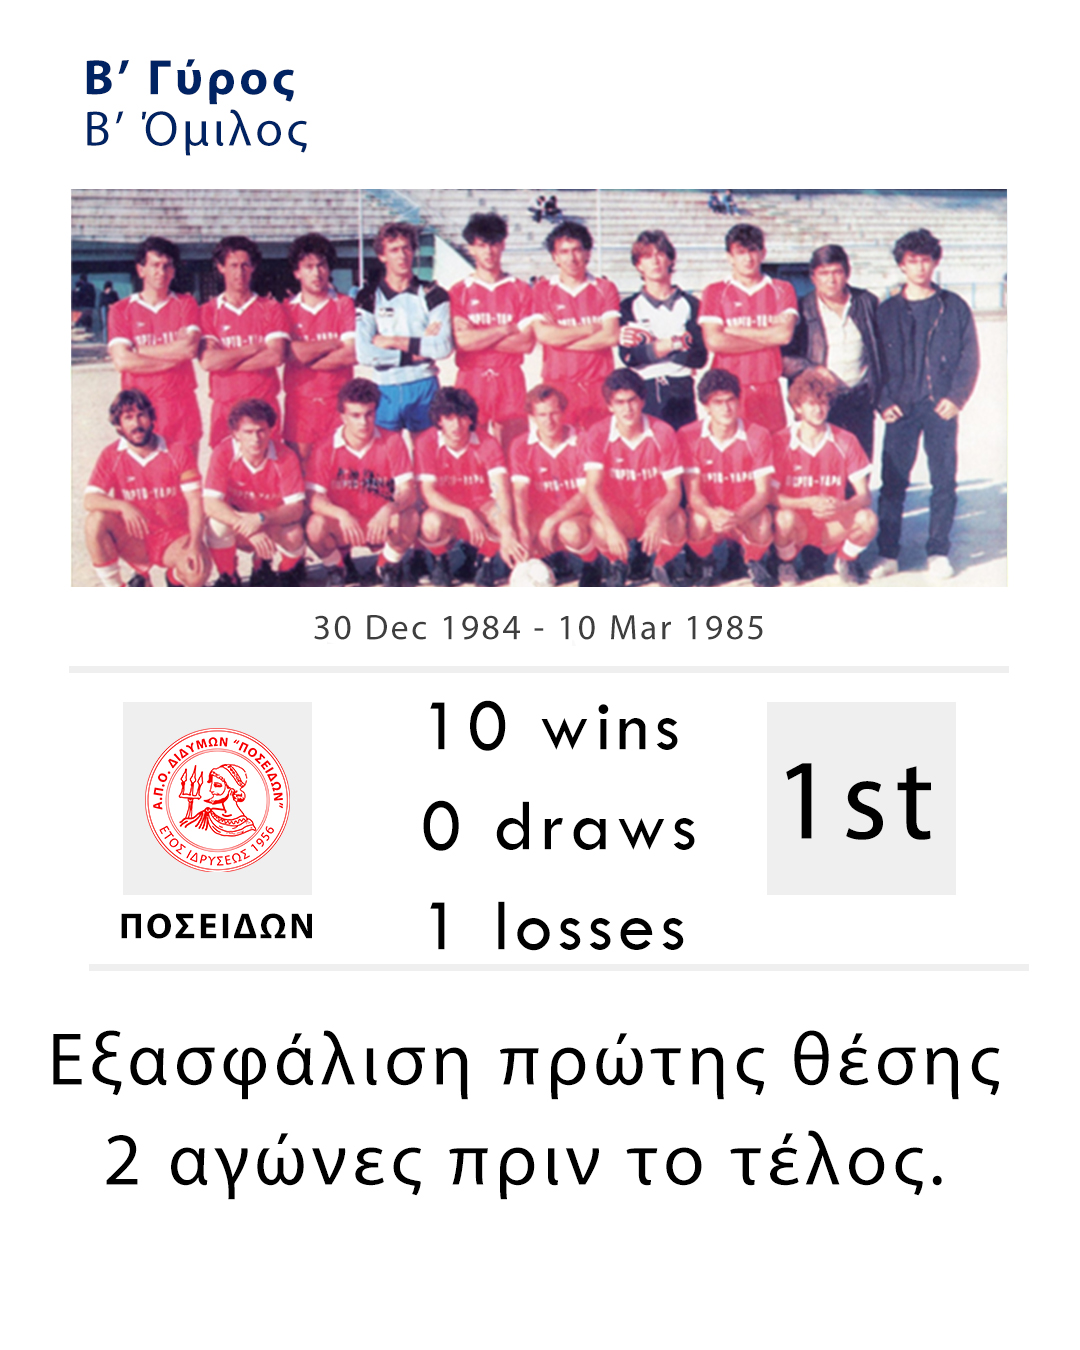 Β’ Γύρος
Β’ Όμιλος
30 Dec 1984 - 10 Mar 1985
Α.Π.Ο. ΔΙΔΥΜΩΝ “ΠΟΣΕΙΔΩΝ”
ΕΤΟΣ ΙΔΡΥΣΕΩΣ 1956
ΠΟΣΕΙΔΩΝ
10 wins
0 draws
1 losses
1st
Εξασφάλιση πρώτης θέσης
2 αγώνες πριν το τέλος.